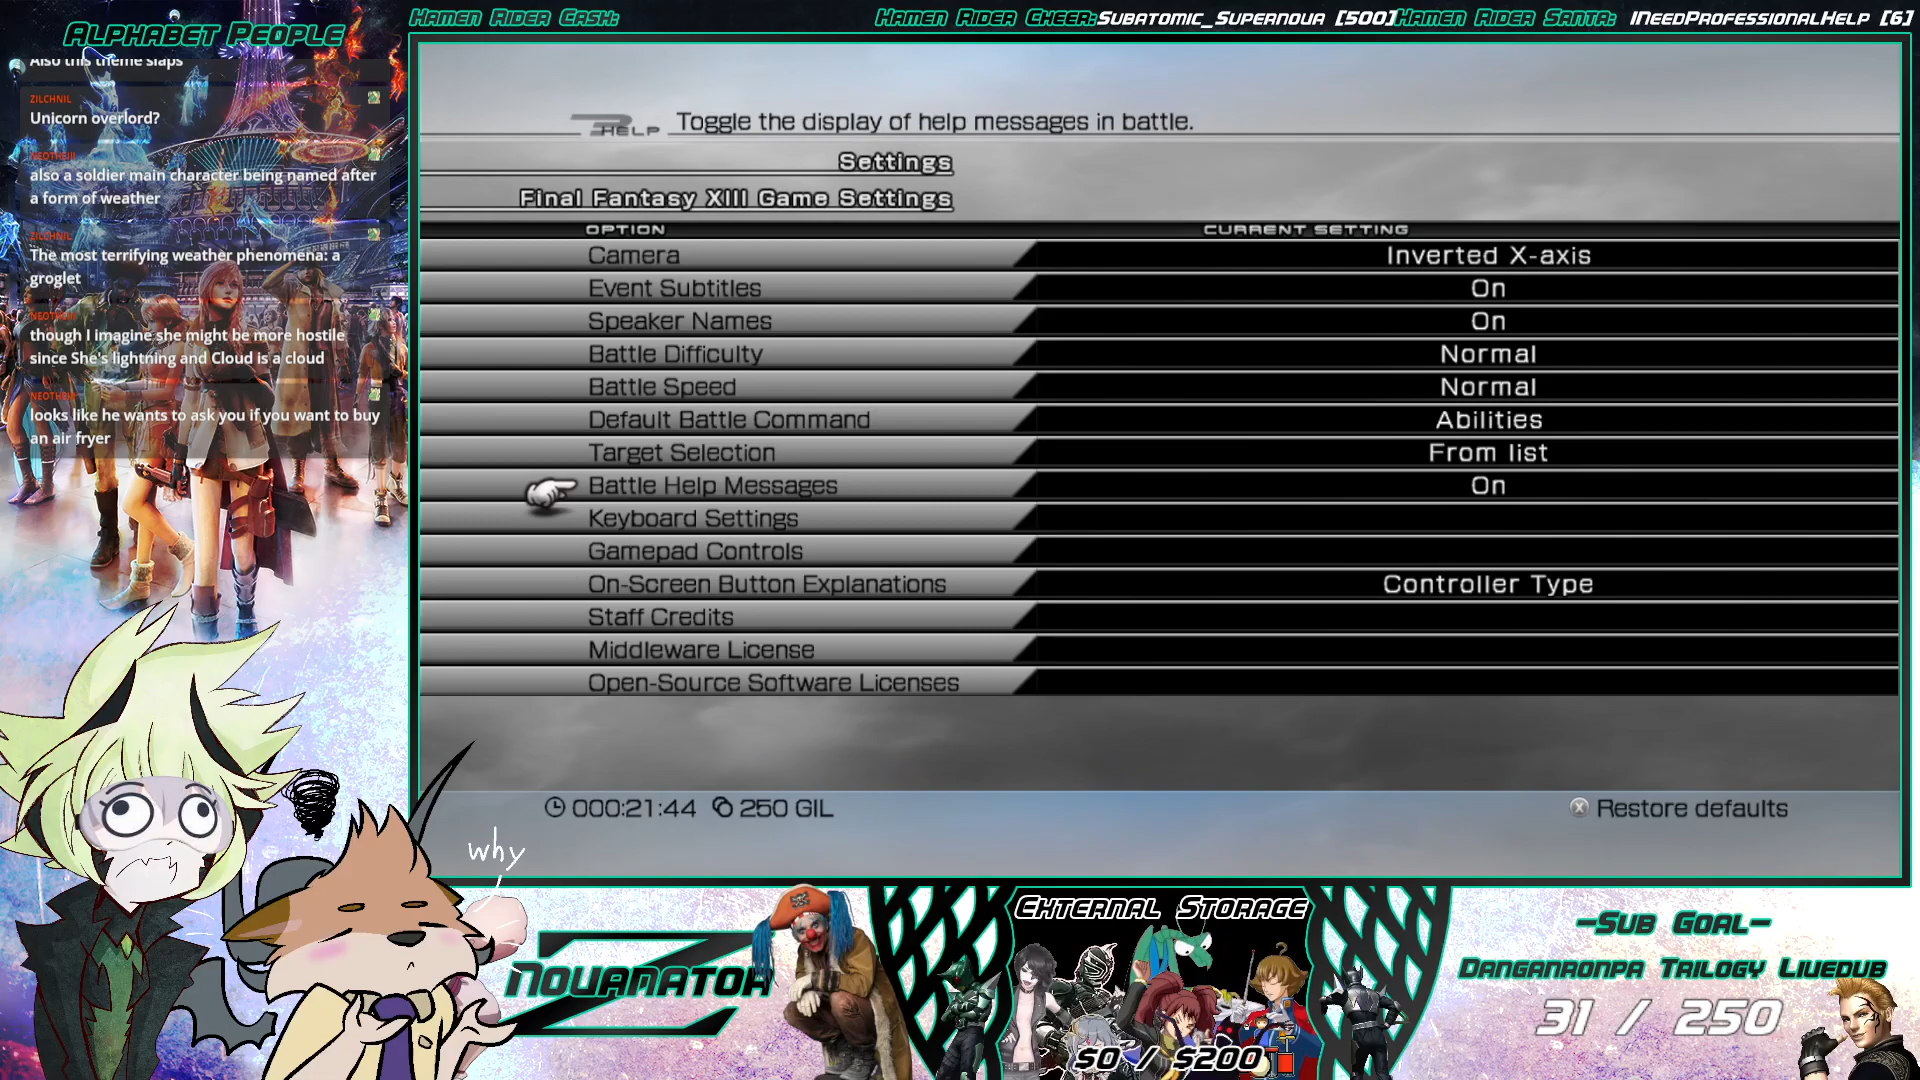 Alphabet People
Kamen Rider Cash:
Kamen Rider Cheer: Subatomic_Supernova [500]
Kamen Rider Santa: INeedProfessionalHelp [6]
Also this theme slaps
ZILCHNIL
Unicorn overlord?
also a soldier main character being named after
a form of weather
ZILCHNIL
The most terrifying weather phenomena: a
groglet
though I imagine she might be more hostile
since She's lightning and Cloud is a cloud
looks like he wants to ask you if you want to buy
an air fryer
HELP
Toggle the display of help messages in battle.
Settings
Final Fantasy XIII Game Settings
OPTION CURRENT SETTING
Camera Inverted X-axis
Event Subtitles On
Speaker Names On
Battle Difficulty Normal
Battle Speed Normal
Default Battle Command Abilities
Target Selection From list
Battle Help Messages On
Keyboard Settings
Gamepad Controls
On-Screen Button Explanations Controller Type
Staff Credits
Middleware License
Open-Source Software Licenses
000:21:44 250 GIL
X Restore defaults
why
External Storage
$0 / $200
-Sub Goal-
Danganronpa Trilogy Livedub
31 / 250